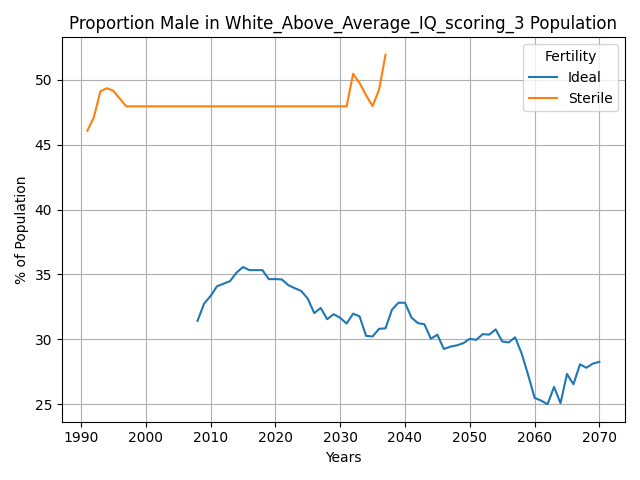 Proportion Male in White_Above_Average_IQ_scoring_3 Population
Fertility
Ideal
Sterile
% of Population
50
45
40
35
30
25
1990 2000 2010 2020 2030 2040 2050 2060 2070
Years